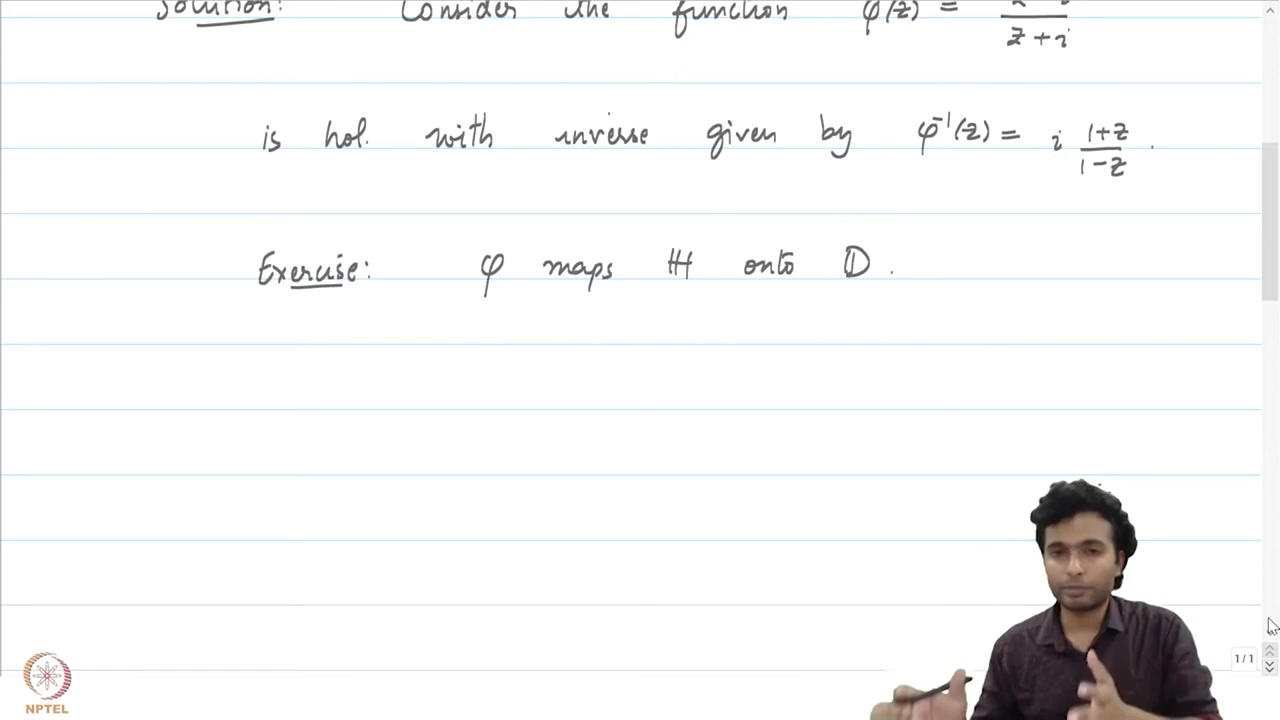 Solution: Consider the function φ(z) = z - i / z + i
is hol. with inverse given by φ⁻¹(z) = i 1+z / 1-z .
Exercise: φ maps ℍ onto 𝔻 .
1/1
NPTEL